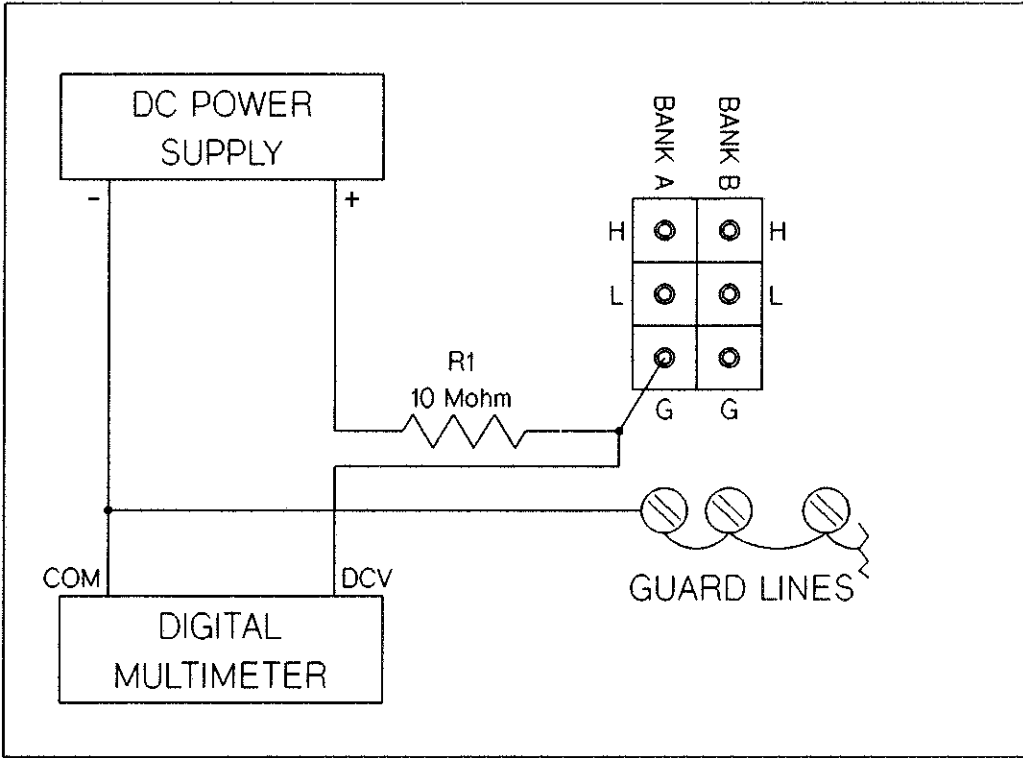 DC POWER
SUPPLY
-
+
BANK A
BANK B
H
H
L
L
G
G
R1
10 Mohm
COM
DCV
GUARD LINES
DIGITAL
MULTIMETER